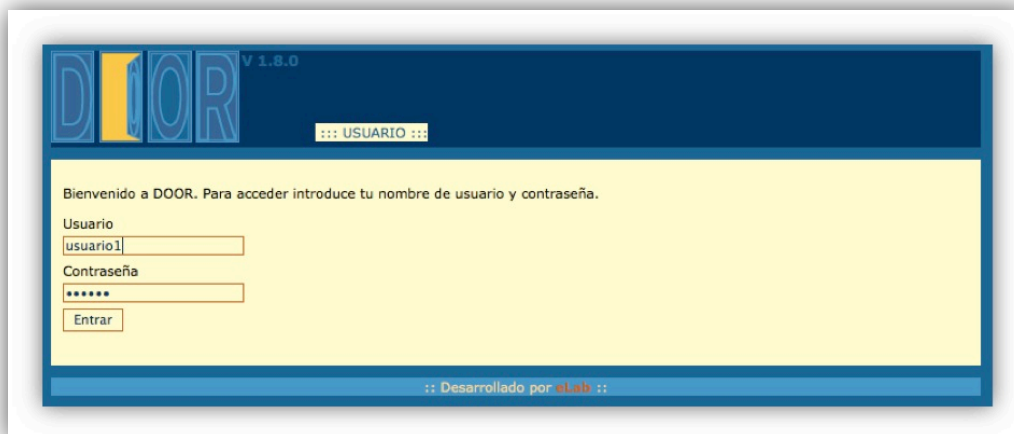 DOOR V 1.8.0
::: USUARIO :::
Bienvenido a DOOR. Para acceder introduce tu nombre de usuario y contraseña.
Usuario
usuario1
Contraseña
••••••
Entrar
:: Desarrollado por eLab ::